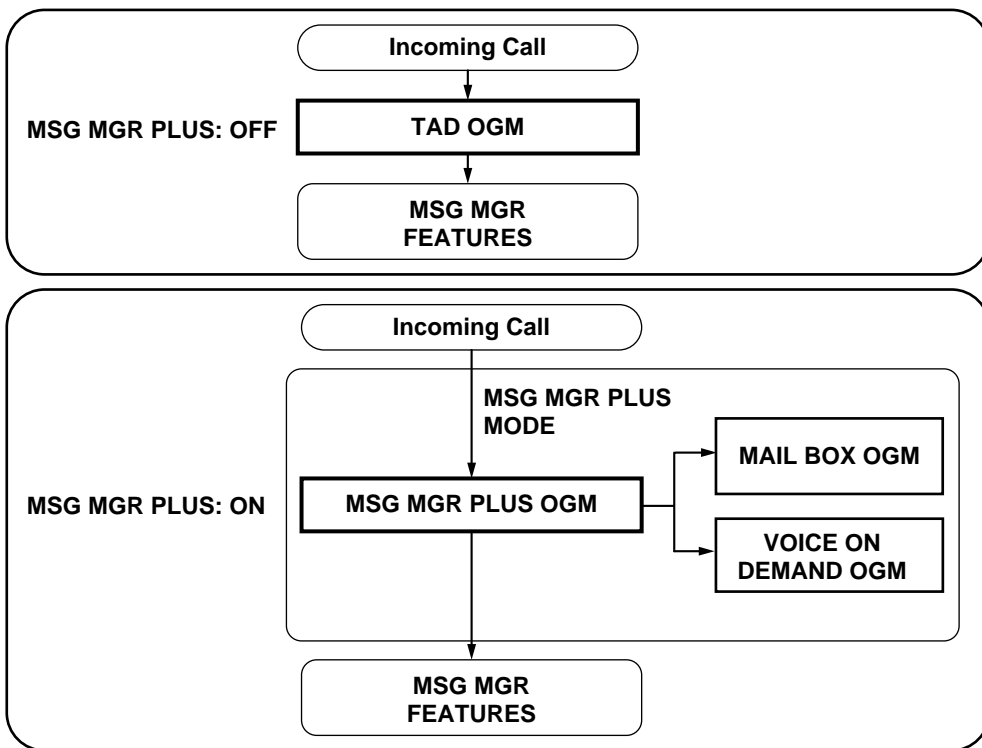 Incoming Call
MSG MGR PLUS: OFF
TAD OGM
MSG MGR
FEATURES
Incoming Call
MSG MGR PLUS
MODE
MAIL BOX OGM
MSG MGR PLUS: ON
MSG MGR PLUS OGM
VOICE ON
DEMAND OGM
MSG MGR
FEATURES